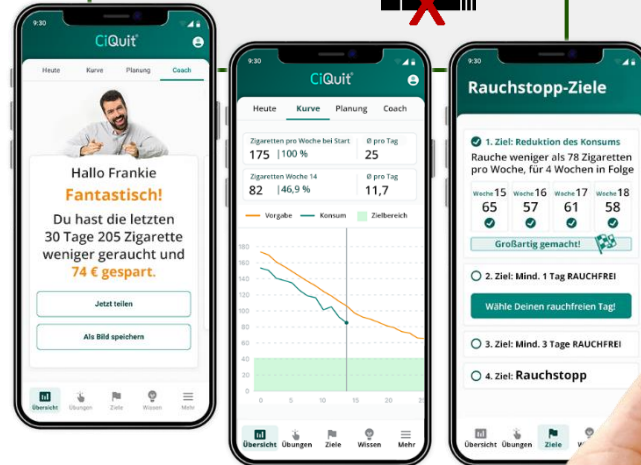 9:30
CiQuit®
Heute Kurve Planung Coach
Hallo Frankie
Fantastisch!
Du hast die letzten
30 Tage 205 Zigarette
weniger geraucht und
74 € gespart.
Jetzt teilen
Als Bild speichern
Übersicht Übungen Ziele Wissen Mehr
9:30
CiQuit®
Heute Kurve Planung Coach
Zigaretten pro Woche bei Start Ø pro Tag
175 | 100 % 25
Zigaretten Woche 14 Ø pro Tag
82 | 46,9 % 11,7
Vorgabe Konsum Zielbereich
180
160
140
120
100
80
60
40
20
0
0 5 10 15 20 25
Übersicht Übungen Ziele Wissen Mehr
9:30
Rauchstopp-Ziele
1. Ziel: Reduktion des Konsums
Rauche weniger als 78 Zigaretten
pro Woche, für 4 Wochen in Folge
Woche 15 Woche 16 Woche 17 Woche 18
65 57 61 58
Großartig gemacht!
2. Ziel: Mind. 1 Tag RAUCHFREI
Wähle Deinen rauchfreien Tag!
3. Ziel: Mind. 3 Tage RAUCHFREI
4. Ziel: Rauchstopp
Übersicht Übungen Ziele